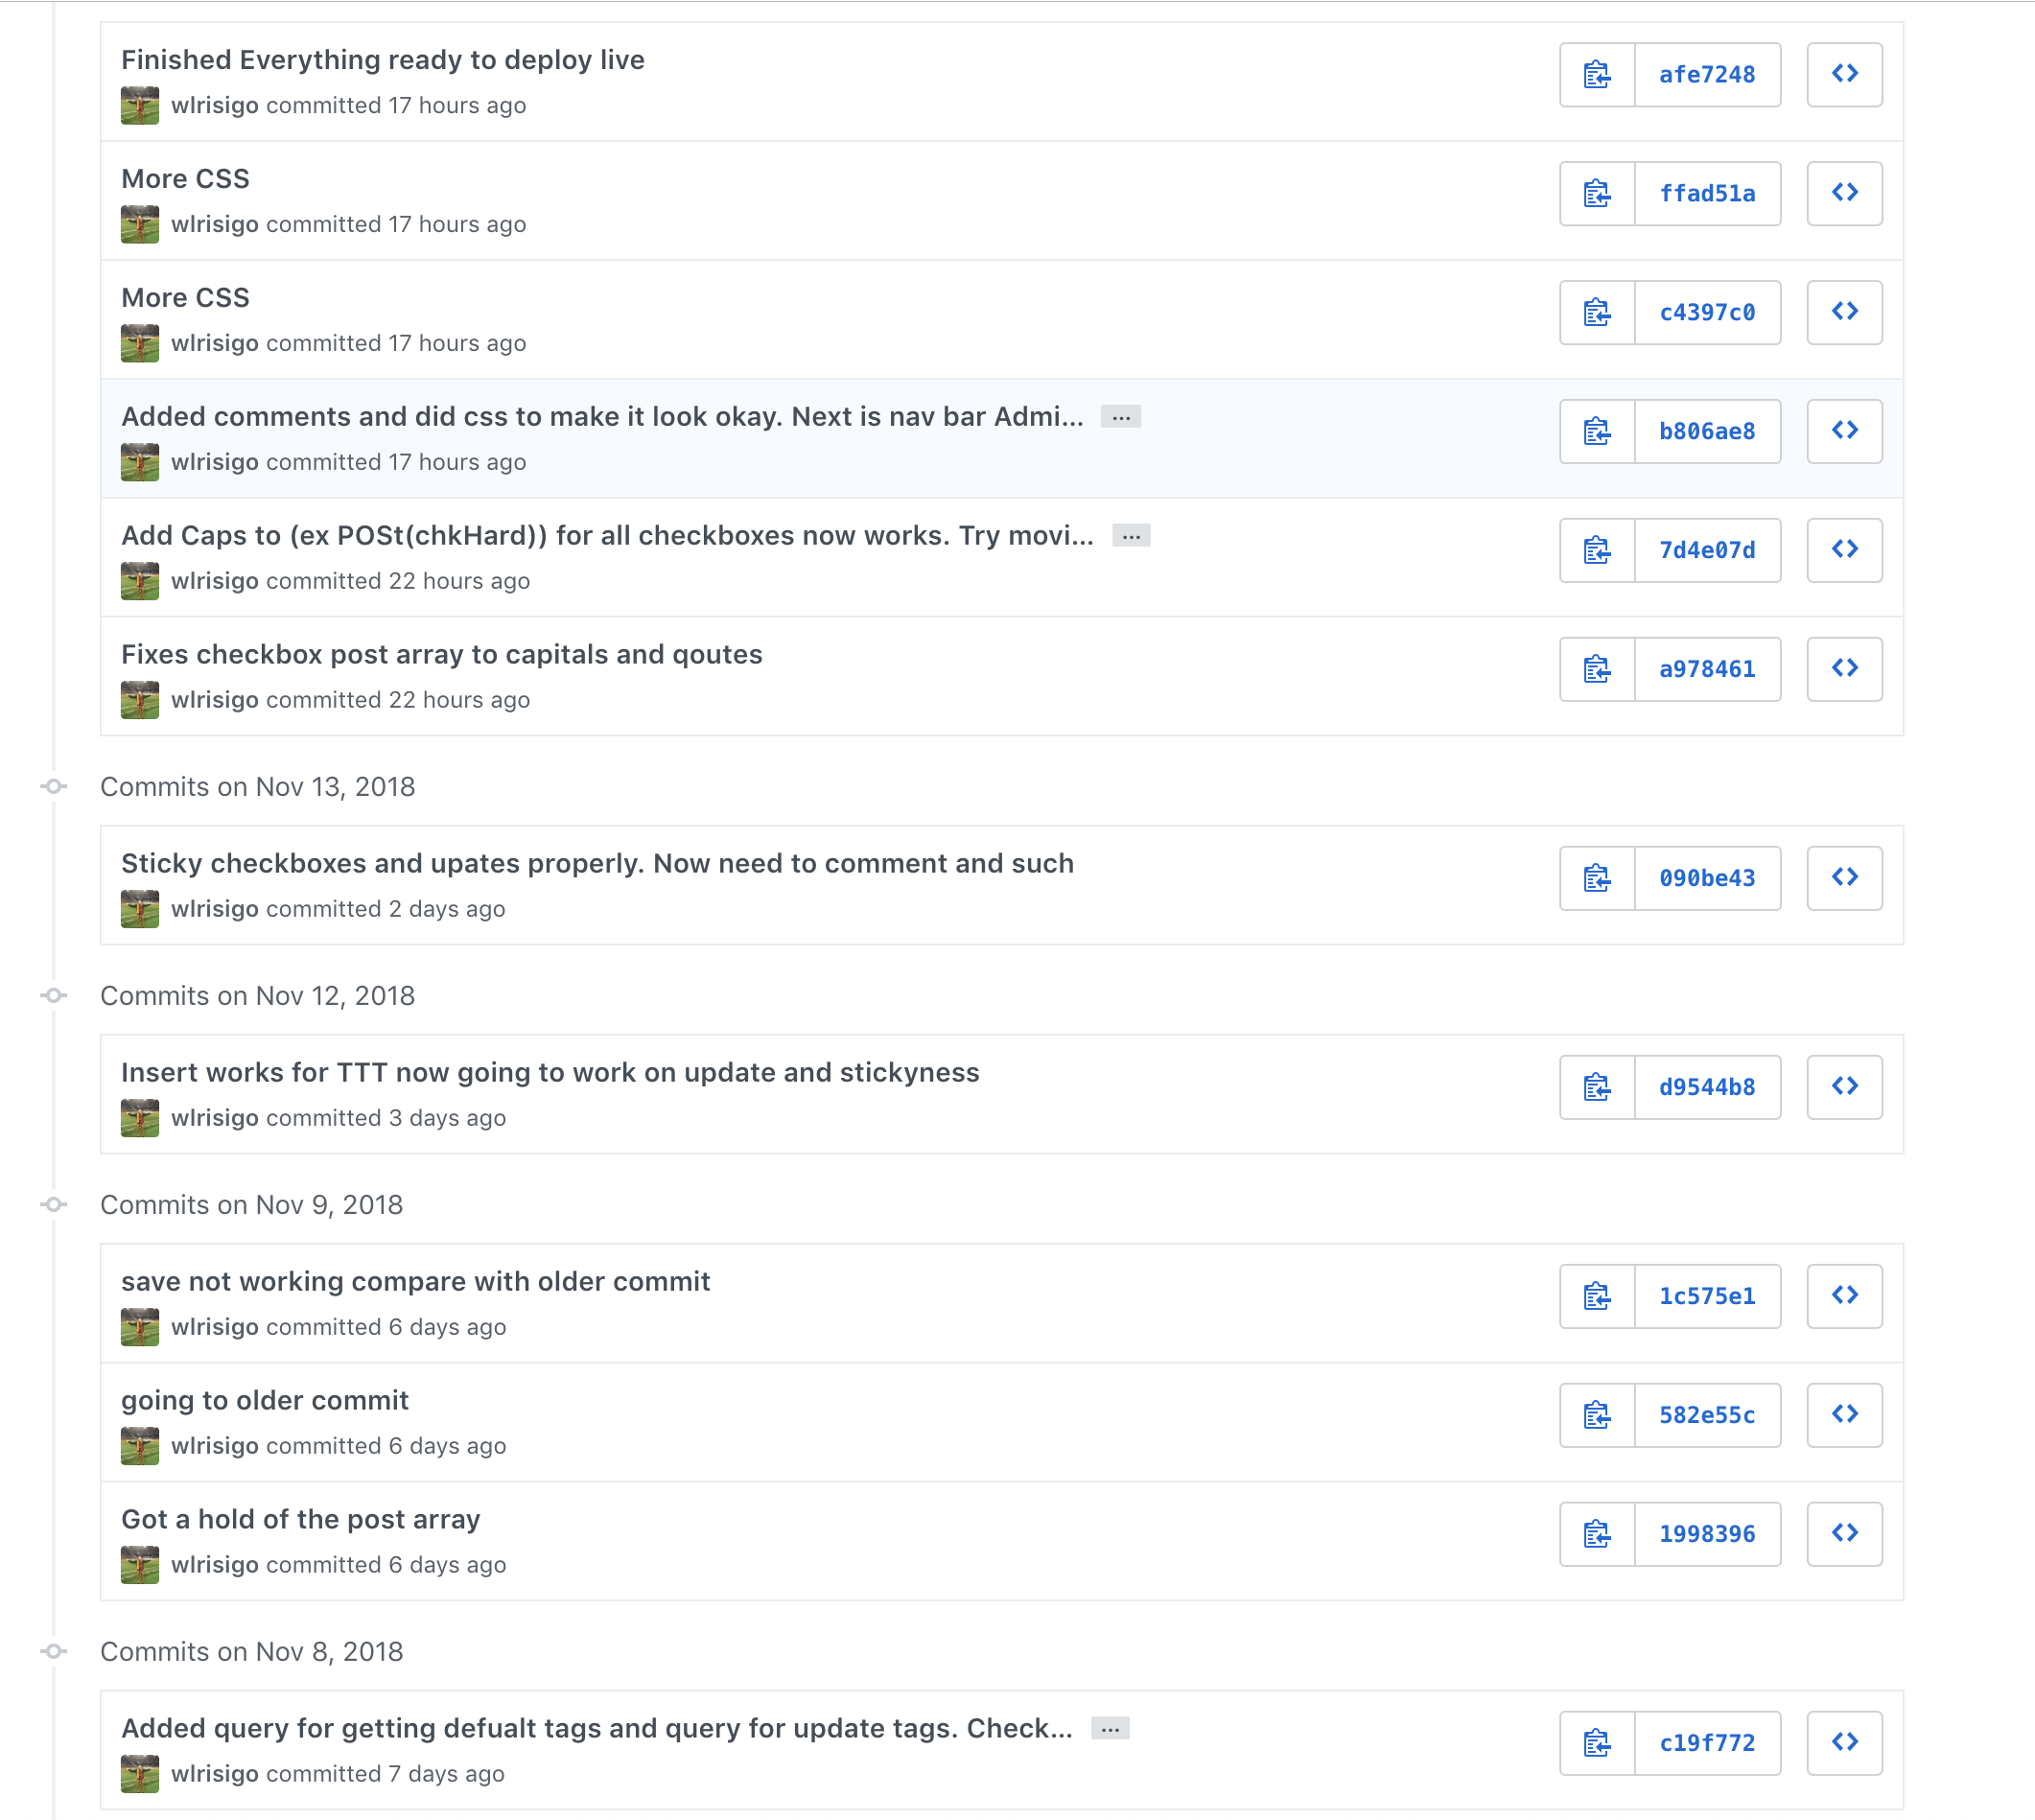 Finished Everything ready to deploy live
afe7248
wlrisigo committed 17 hours ago
More CSS
ffad51a
wlrisigo committed 17 hours ago
More CSS
c4397c0
wlrisigo committed 17 hours ago
Added comments and did css to make it look okay. Next is nav bar Admi... ...
b806ae8
wlrisigo committed 17 hours ago
Add Caps to (ex POSt(chkHard)) for all checkboxes now works. Try movi... ...
7d4e07d
wlrisigo committed 22 hours ago
Fixes checkbox post array to capitals and qoutes
a978461
wlrisigo committed 22 hours ago
Commits on Nov 13, 2018
Sticky checkboxes and upates properly. Now need to comment and such
090be43
wlrisigo committed 2 days ago
Commits on Nov 12, 2018
Insert works for TTT now going to work on update and stickyness
d9544b8
wlrisigo committed 3 days ago
Commits on Nov 9, 2018
save not working compare with older commit
1c575e1
wlrisigo committed 6 days ago
going to older commit
582e55c
wlrisigo committed 6 days ago
Got a hold of the post array
1998396
wlrisigo committed 6 days ago
Commits on Nov 8, 2018
Added query for getting defualt tags and query for update tags. Check... ...
c19f772
wlrisigo committed 7 days ago